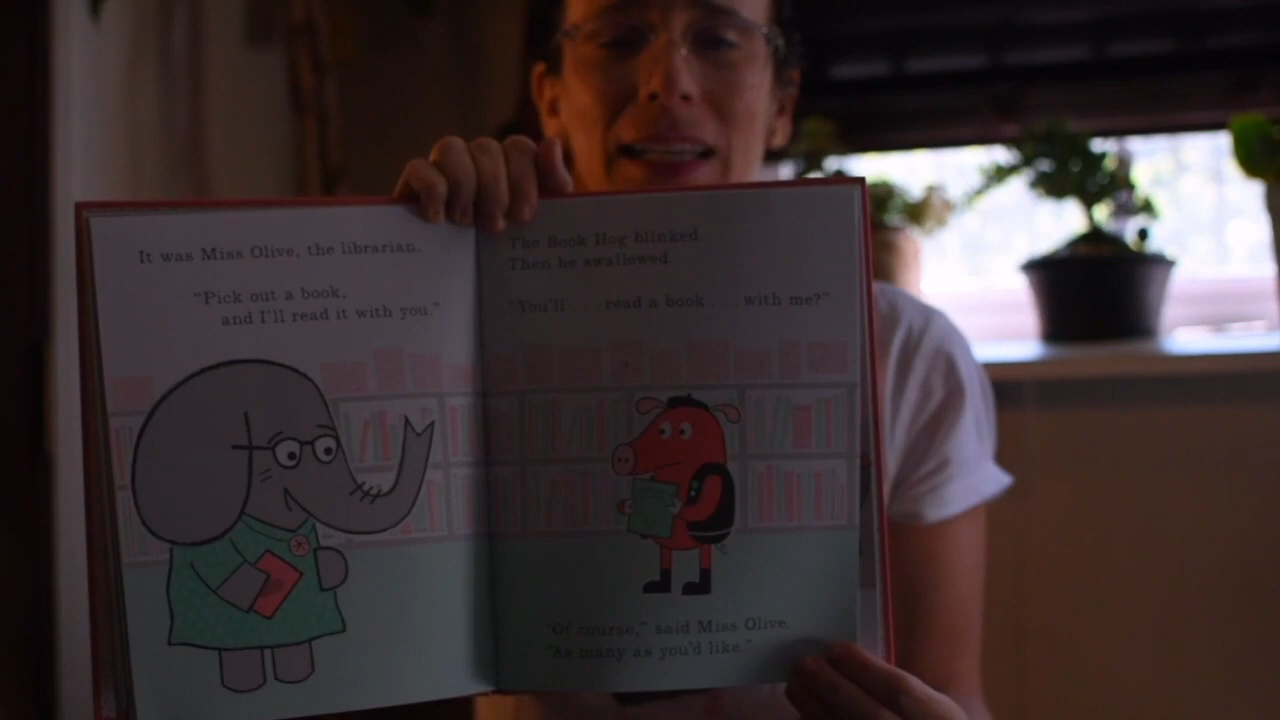 It was Miss Olive, the librarian.
"Pick out a book,
and I'll read it with you."
The Book Hog blinked.
Then he swallowed.
"You'll . . . read a book . . . with me?"
"Of course," said Miss Olive.
"As many as you'd like."